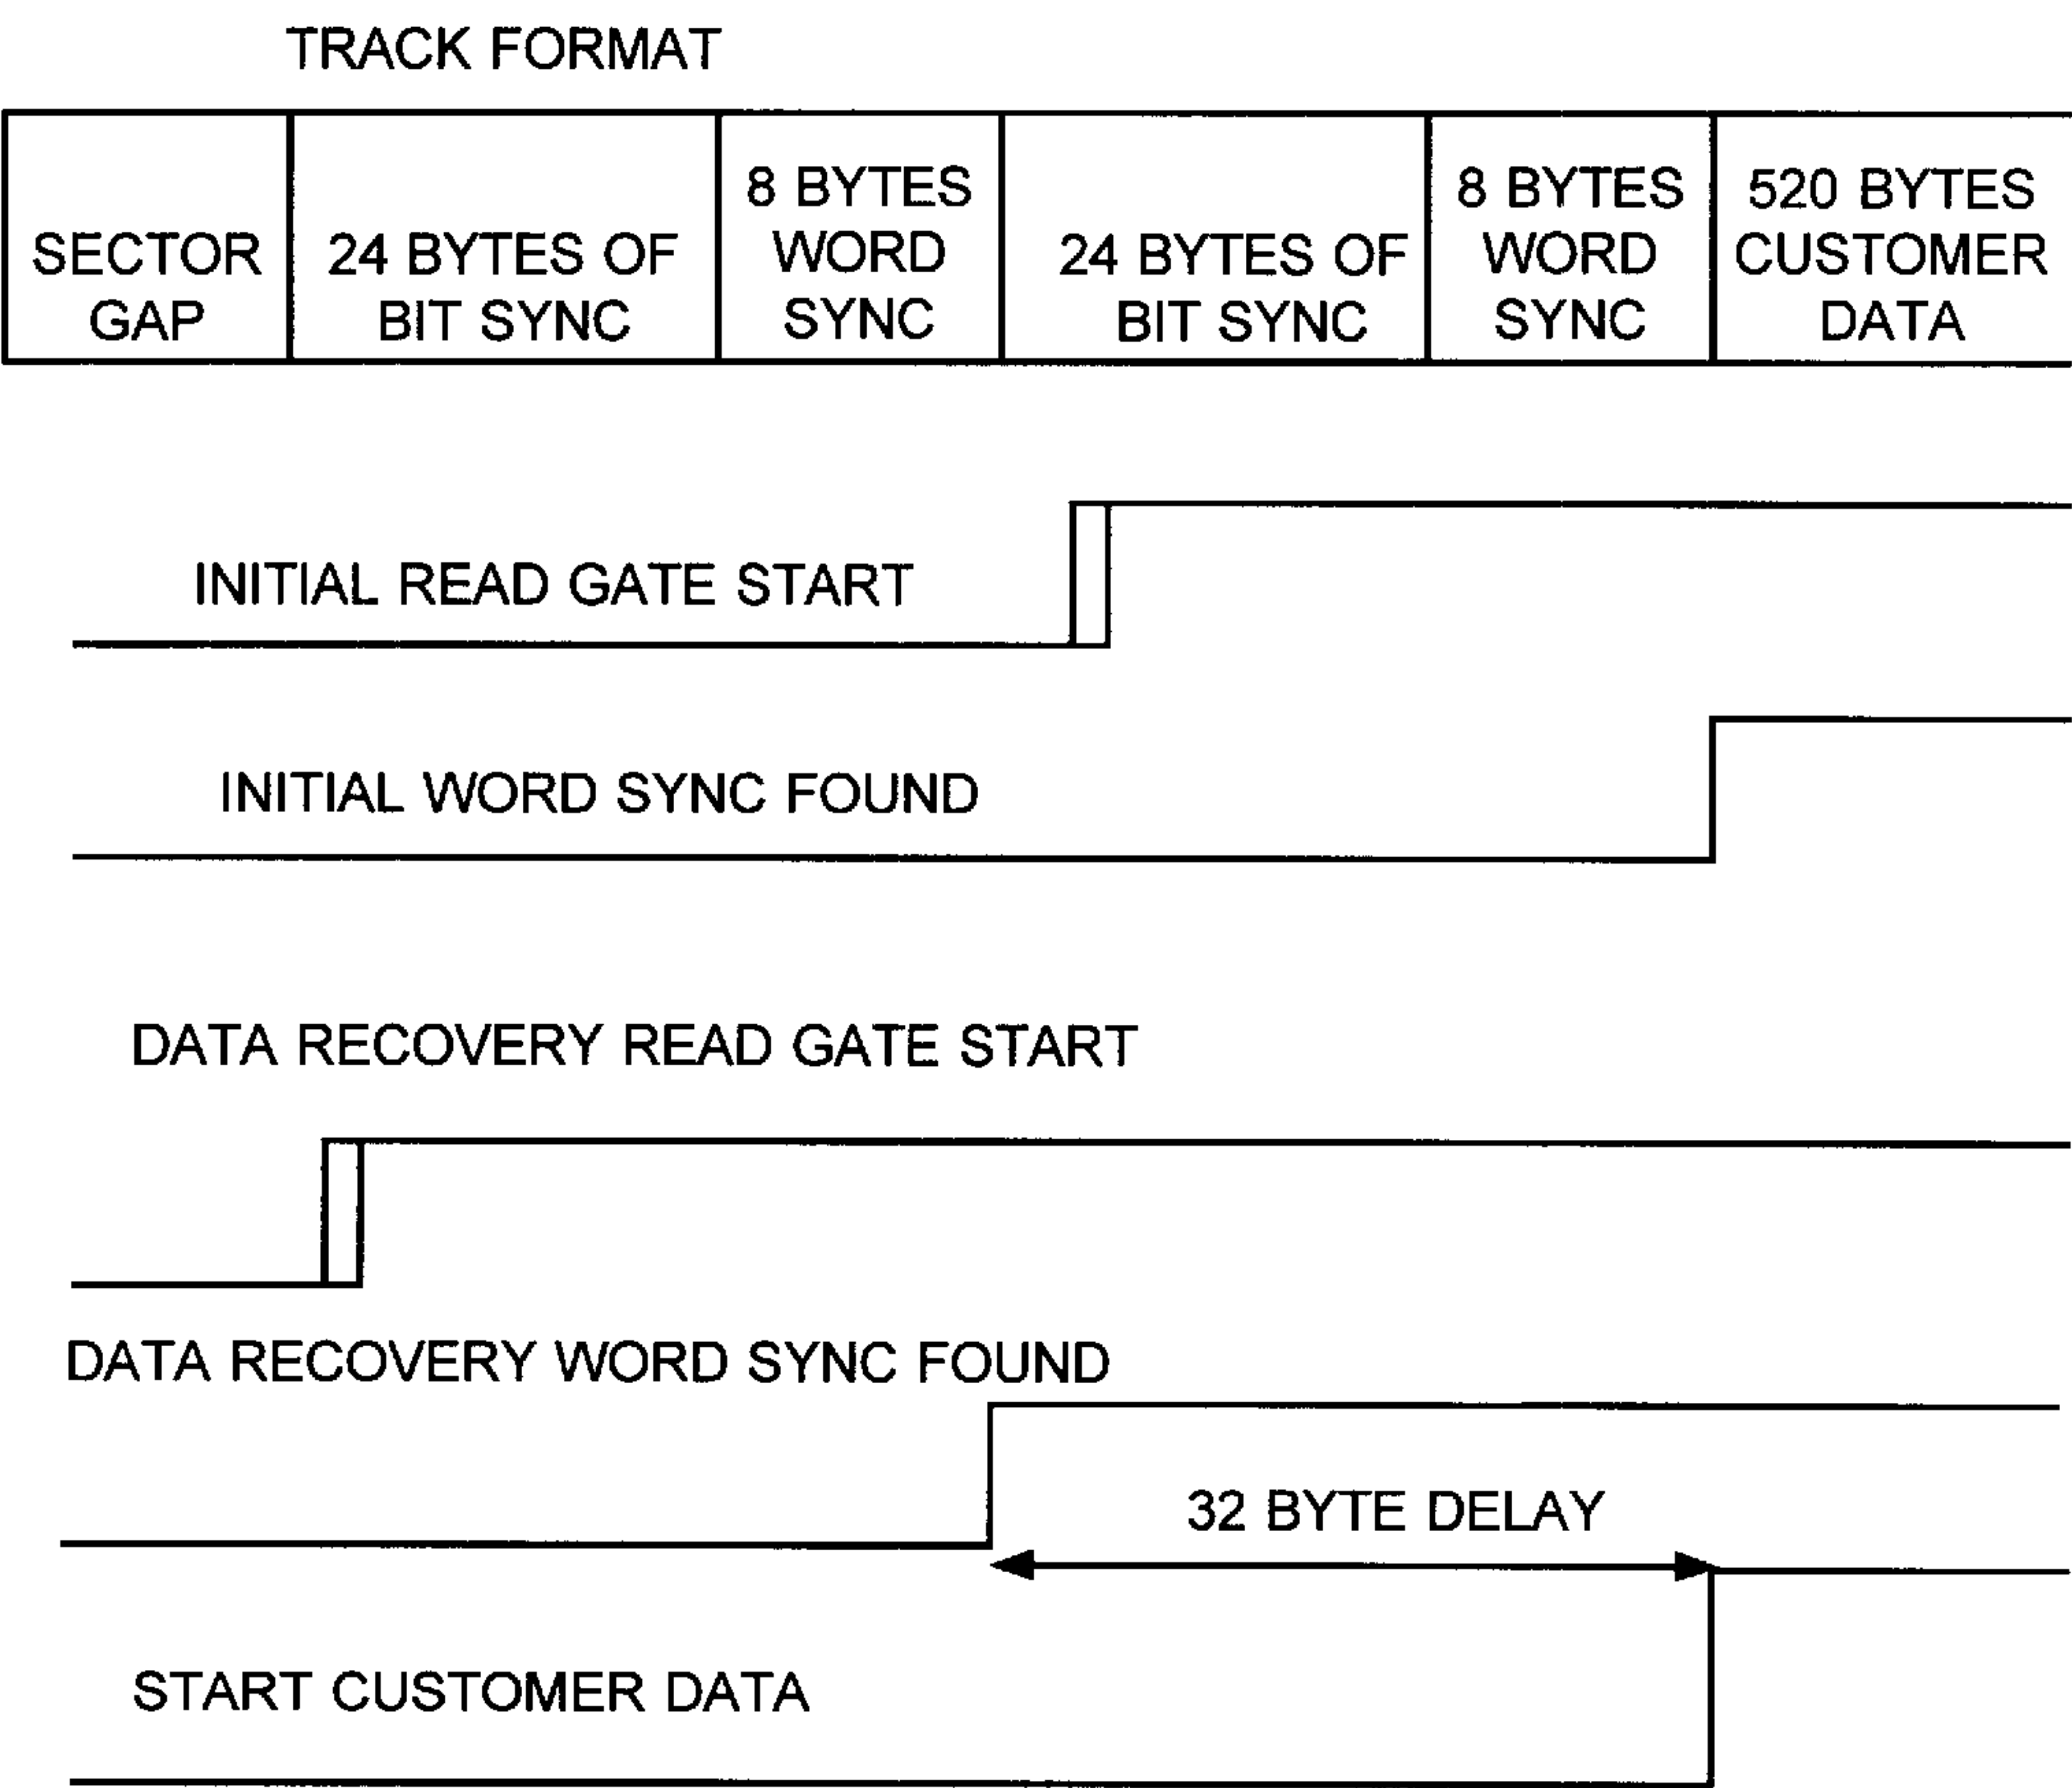 TRACK FORMAT
SECTOR
GAP
24 BYTES OF
BIT SYNC
8 BYTES
WORD
SYNC
24 BYTES OF
BIT SYNC
8 BYTES
WORD
SYNC
520 BYTES
CUSTOMER
DATA
INITIAL READ GATE START
INITIAL WORD SYNC FOUND
DATA RECOVERY READ GATE START
DATA RECOVERY WORD SYNC FOUND
32 BYTE DELAY
START CUSTOMER DATA